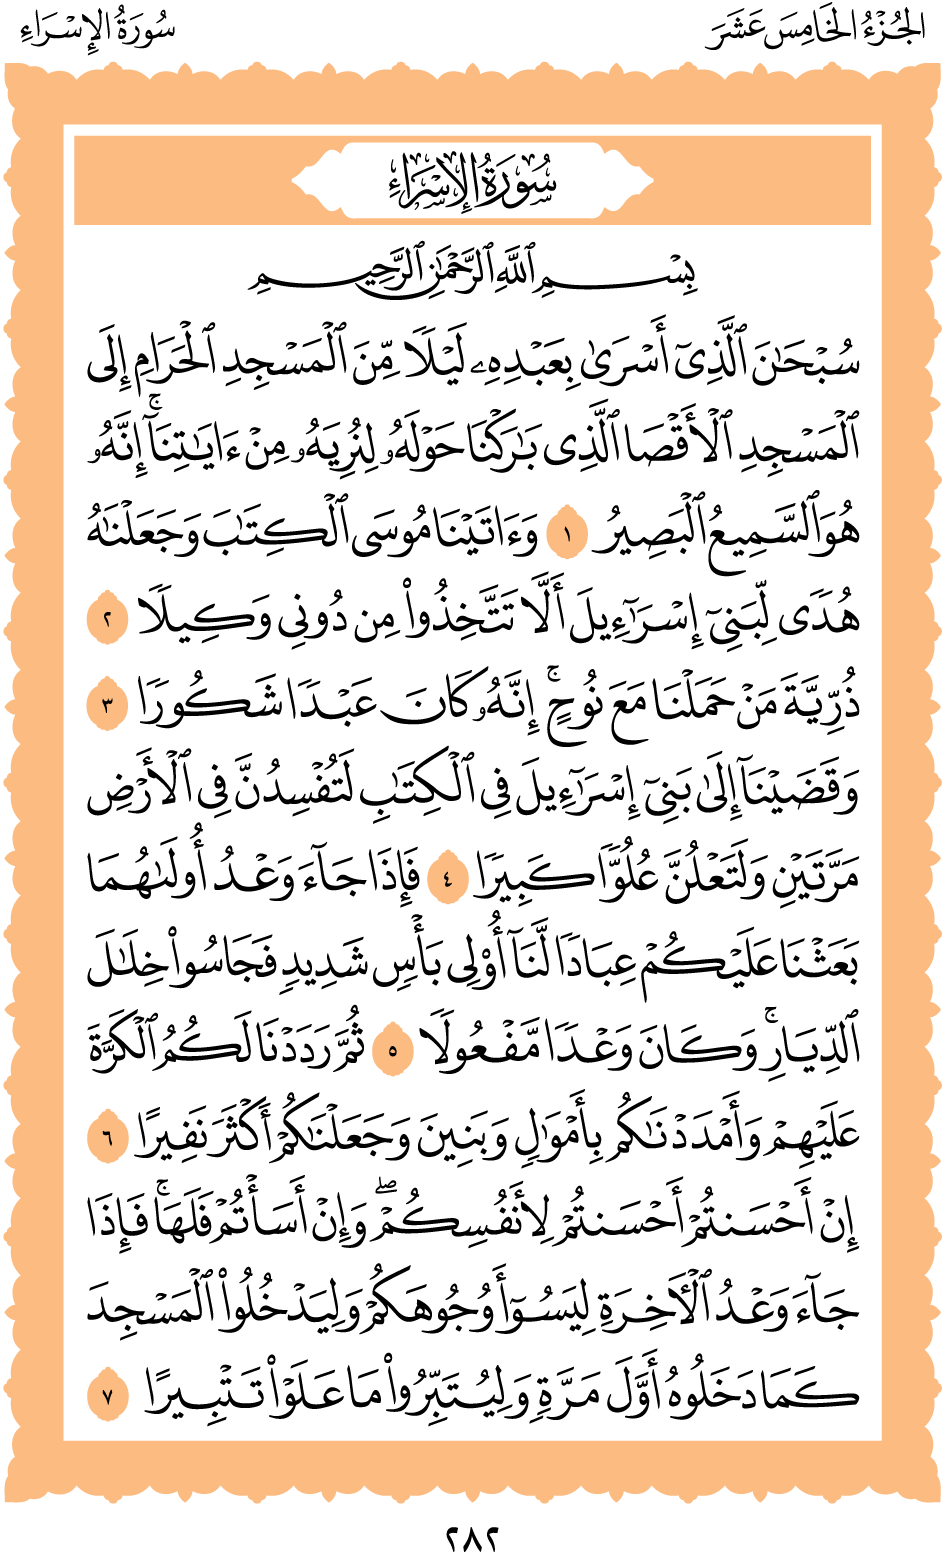 الجُزْءُ الخَامِسَ عَشَرَ
سُورَةُ الإِسْرَاءِ
سُورَةُ الإِسْرَاءِ
بِسْمِ ٱللَّهِ ٱلرَّحْمَٰنِ ٱلرَّحِيمِ
سُبْحَٰنَ ٱلَّذِىٓ أَسْرَىٰ بِعَبْدِهِۦ لَيْلًا مِّنَ ٱلْمَسْجِدِ ٱلْحَرَامِ إِلَى
ٱلْمَسْجِدِ ٱلْأَقْصَا ٱلَّذِى بَٰرَكْنَا حَوْلَهُۥ لِنُرِيَهُۥ مِنْ ءَايَٰتِنَآۚ إِنَّهُۥ
هُوَ ٱلسَّمِيعُ ٱلْبَصِيرُ ١ وَءَاتَيْنَا مُوسَى ٱلْكِتَٰبَ وَجَعَلْنَٰهُ
هُدًى لِّبَنِىٓ إِسْرَٰٓءِيلَ أَلَّا تَتَّخِذُوا۟ مِن دُونِى وَكِيلًا ٢
ذُرِّيَّةَ مَنْ حَمَلْنَا مَعَ نُوحٍۚ إِنَّهُۥ كَانَ عَبْدًا شَكُورًا ٣
وَقَضَيْنَآ إِلَىٰ بَنِىٓ إِسْرَٰٓءِيلَ فِى ٱلْكِتَٰبِ لَتُفْسِدُنَّ فِى ٱلْأَرْضِ
مَرَّتَيْنِ وَلَتَعْلُنَّ عُلُوًّا كَبِيرًا ٤ فَإِذَا جَآءَ وَعْدُ أُولَىٰهُمَا
بَعَثْنَا عَلَيْكُمْ عِبَادًا لَّنَآ أُو۟لِى بَأْسٍ شَدِيدٍ فَجَاسُوا۟ خِلَٰلَ
ٱلدِّيَارِۚ وَكَانَ وَعْدًا مَّفْعُولًا ٥ ثُمَّ رَدَدْنَا لَكُمُ ٱلْكَرَّةَ
عَلَيْهِمْ وَأَمْدَدْنَٰكُم بِأَمْوَٰلٍ وَبَنِينَ وَجَعَلْنَٰكُمْ أَكْثَرَ نَفِيرًا ٦
إِنْ أَحْسَنتُمْ أَحْسَنتُمْ لِأَنفُسِكُمْۖ وَإِنْ أَسَأْتُمْ فَلَهَاۚ فَإِذَا
جَآءَ وَعْدُ ٱلْءَاخِرَةِ لِيَسُـۥٓـُٔوا۟ وُجُوهَكُمْ وَلِيَدْخُلُوا۟ ٱلْمَسْجِدَ
كَمَا دَخَلُوهُ أَوَّلَ مَرَّةٍ وَلِيُتَبِّرُوا۟ مَا عَلَوْا۟ تَتْبِيرًا ٧
٢٨٢